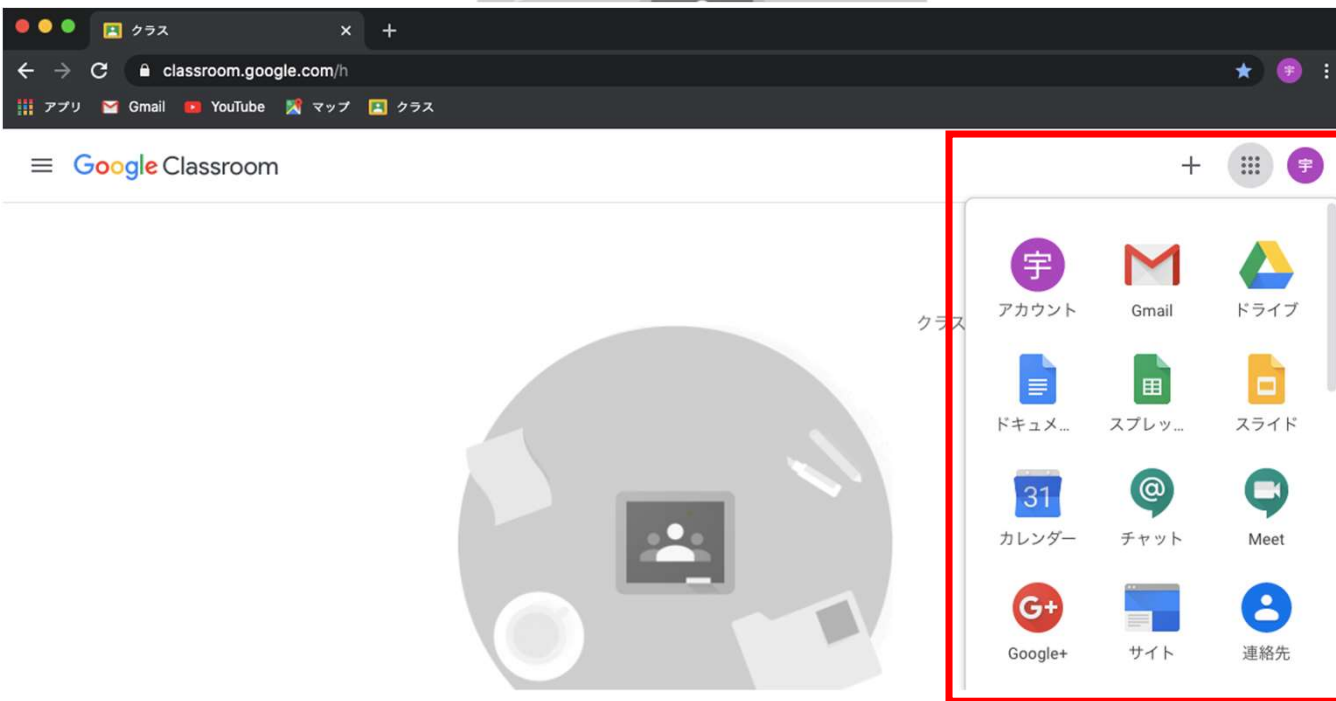 クラス
classroom.google.com/h
アプリ Gmail YouTube マップ クラス
Google Classroom
宇
クラス
宇
アカウント Gmail ドライブ
ドキュメ... スプレッ... スライド
31 @
カレンダー チャット Meet
G+
Google+ サイト 連絡先